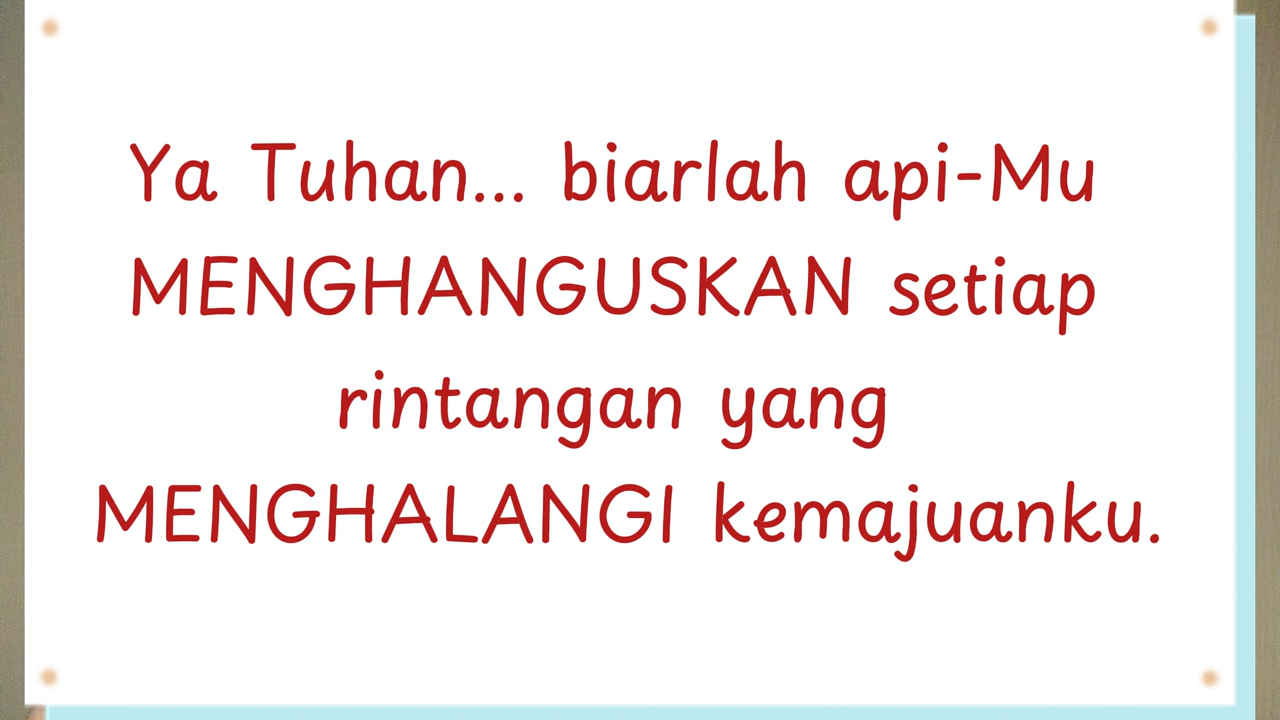 Ya Tuhan... biarlah api-Mu
MENGHANGUSKAN setiap
rintangan yang
MENGHALANGI kemajuanku.